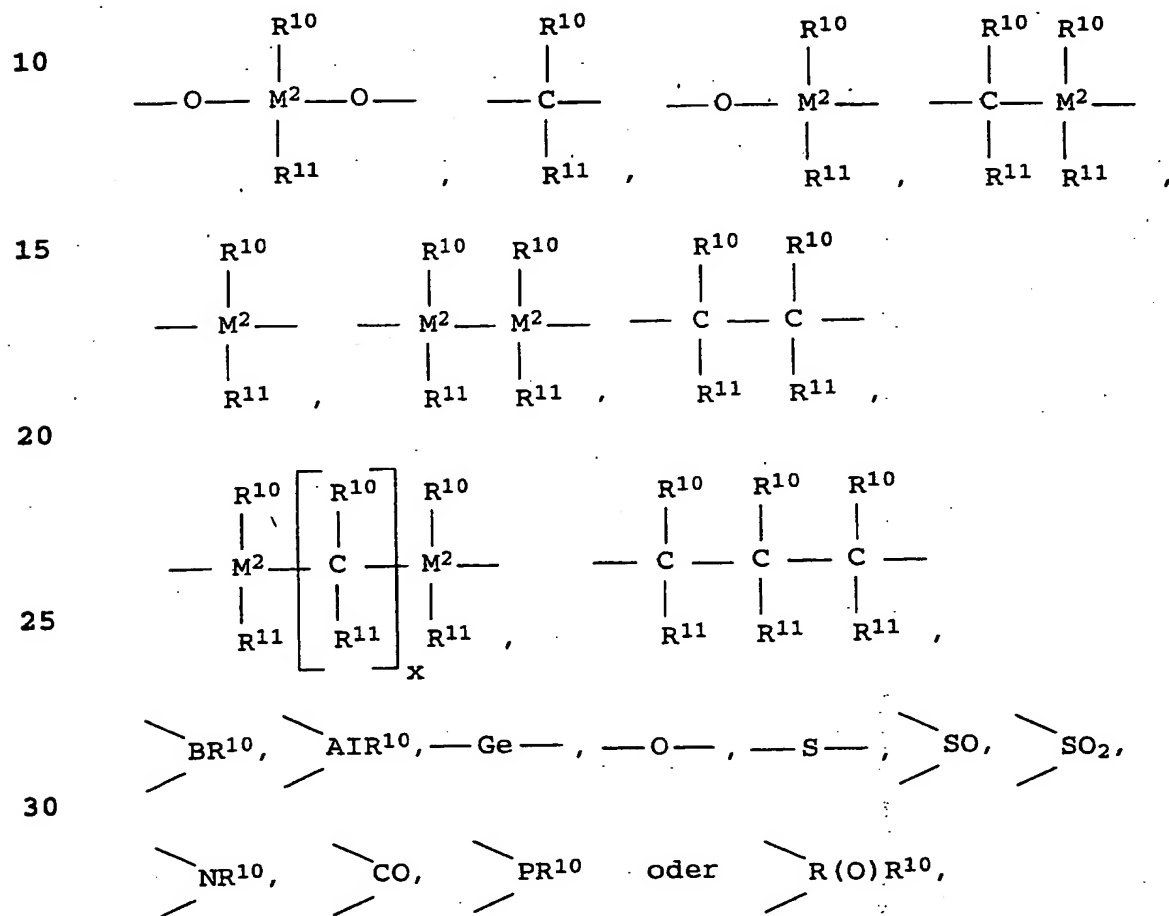 R10 R10 R10 R10 R10
10
—O—M2—O— —C— —O—M2— —C—M2—
R11 , R11 , R11 , R11 R11 ,
15 R10 R10 R10 R10 R10
—M2— —M2—M2— —C—C—
R11 , R11 R11 , R11 R11 ,
20
R10 R10 R10 R10 R10 R10
—M2—C—M2— —C—C—C—
25 R11 R11 R11 , R11 R11 R11 ,
x
BR10, AIR10, —Ge— , —O— , —S— , SO, SO2,
30
NR10, CO, PR10 oder R(O)R10,